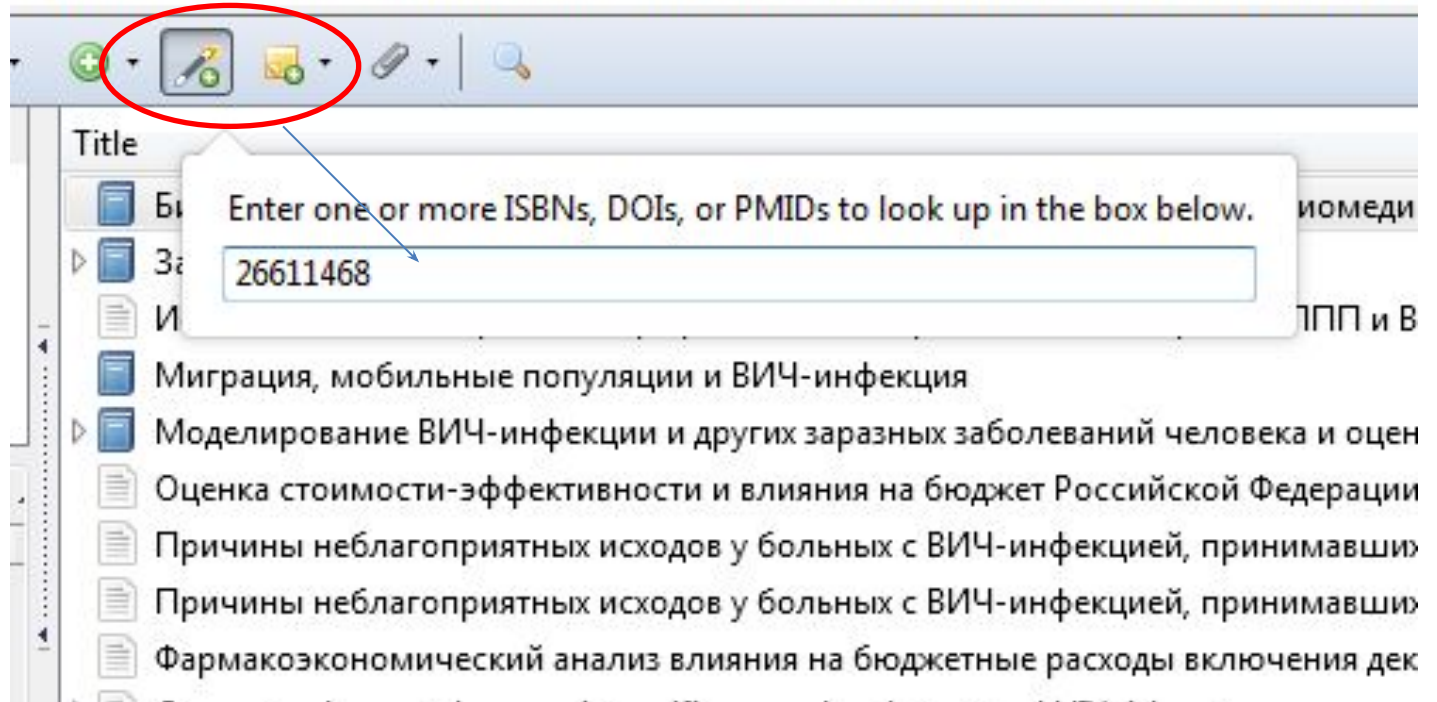 Title
Enter one or more ISBNs, DOIs, or PMIDs to look up in the box below.
26611468
Миграция, мобильные популяции и ВИЧ-инфекция
Моделирование ВИЧ-инфекции и других заразных заболеваний человека и оцен
Оценка стоимости-эффективности и влияния на бюджет Российской Федерации
Причины неблагоприятных исходов у больных с ВИЧ-инфекцией, принимавших
Причины неблагоприятных исходов у больных с ВИЧ-инфекцией, принимавших
Фармакоэкономический анализ влияния на бюджетные расходы включения дек